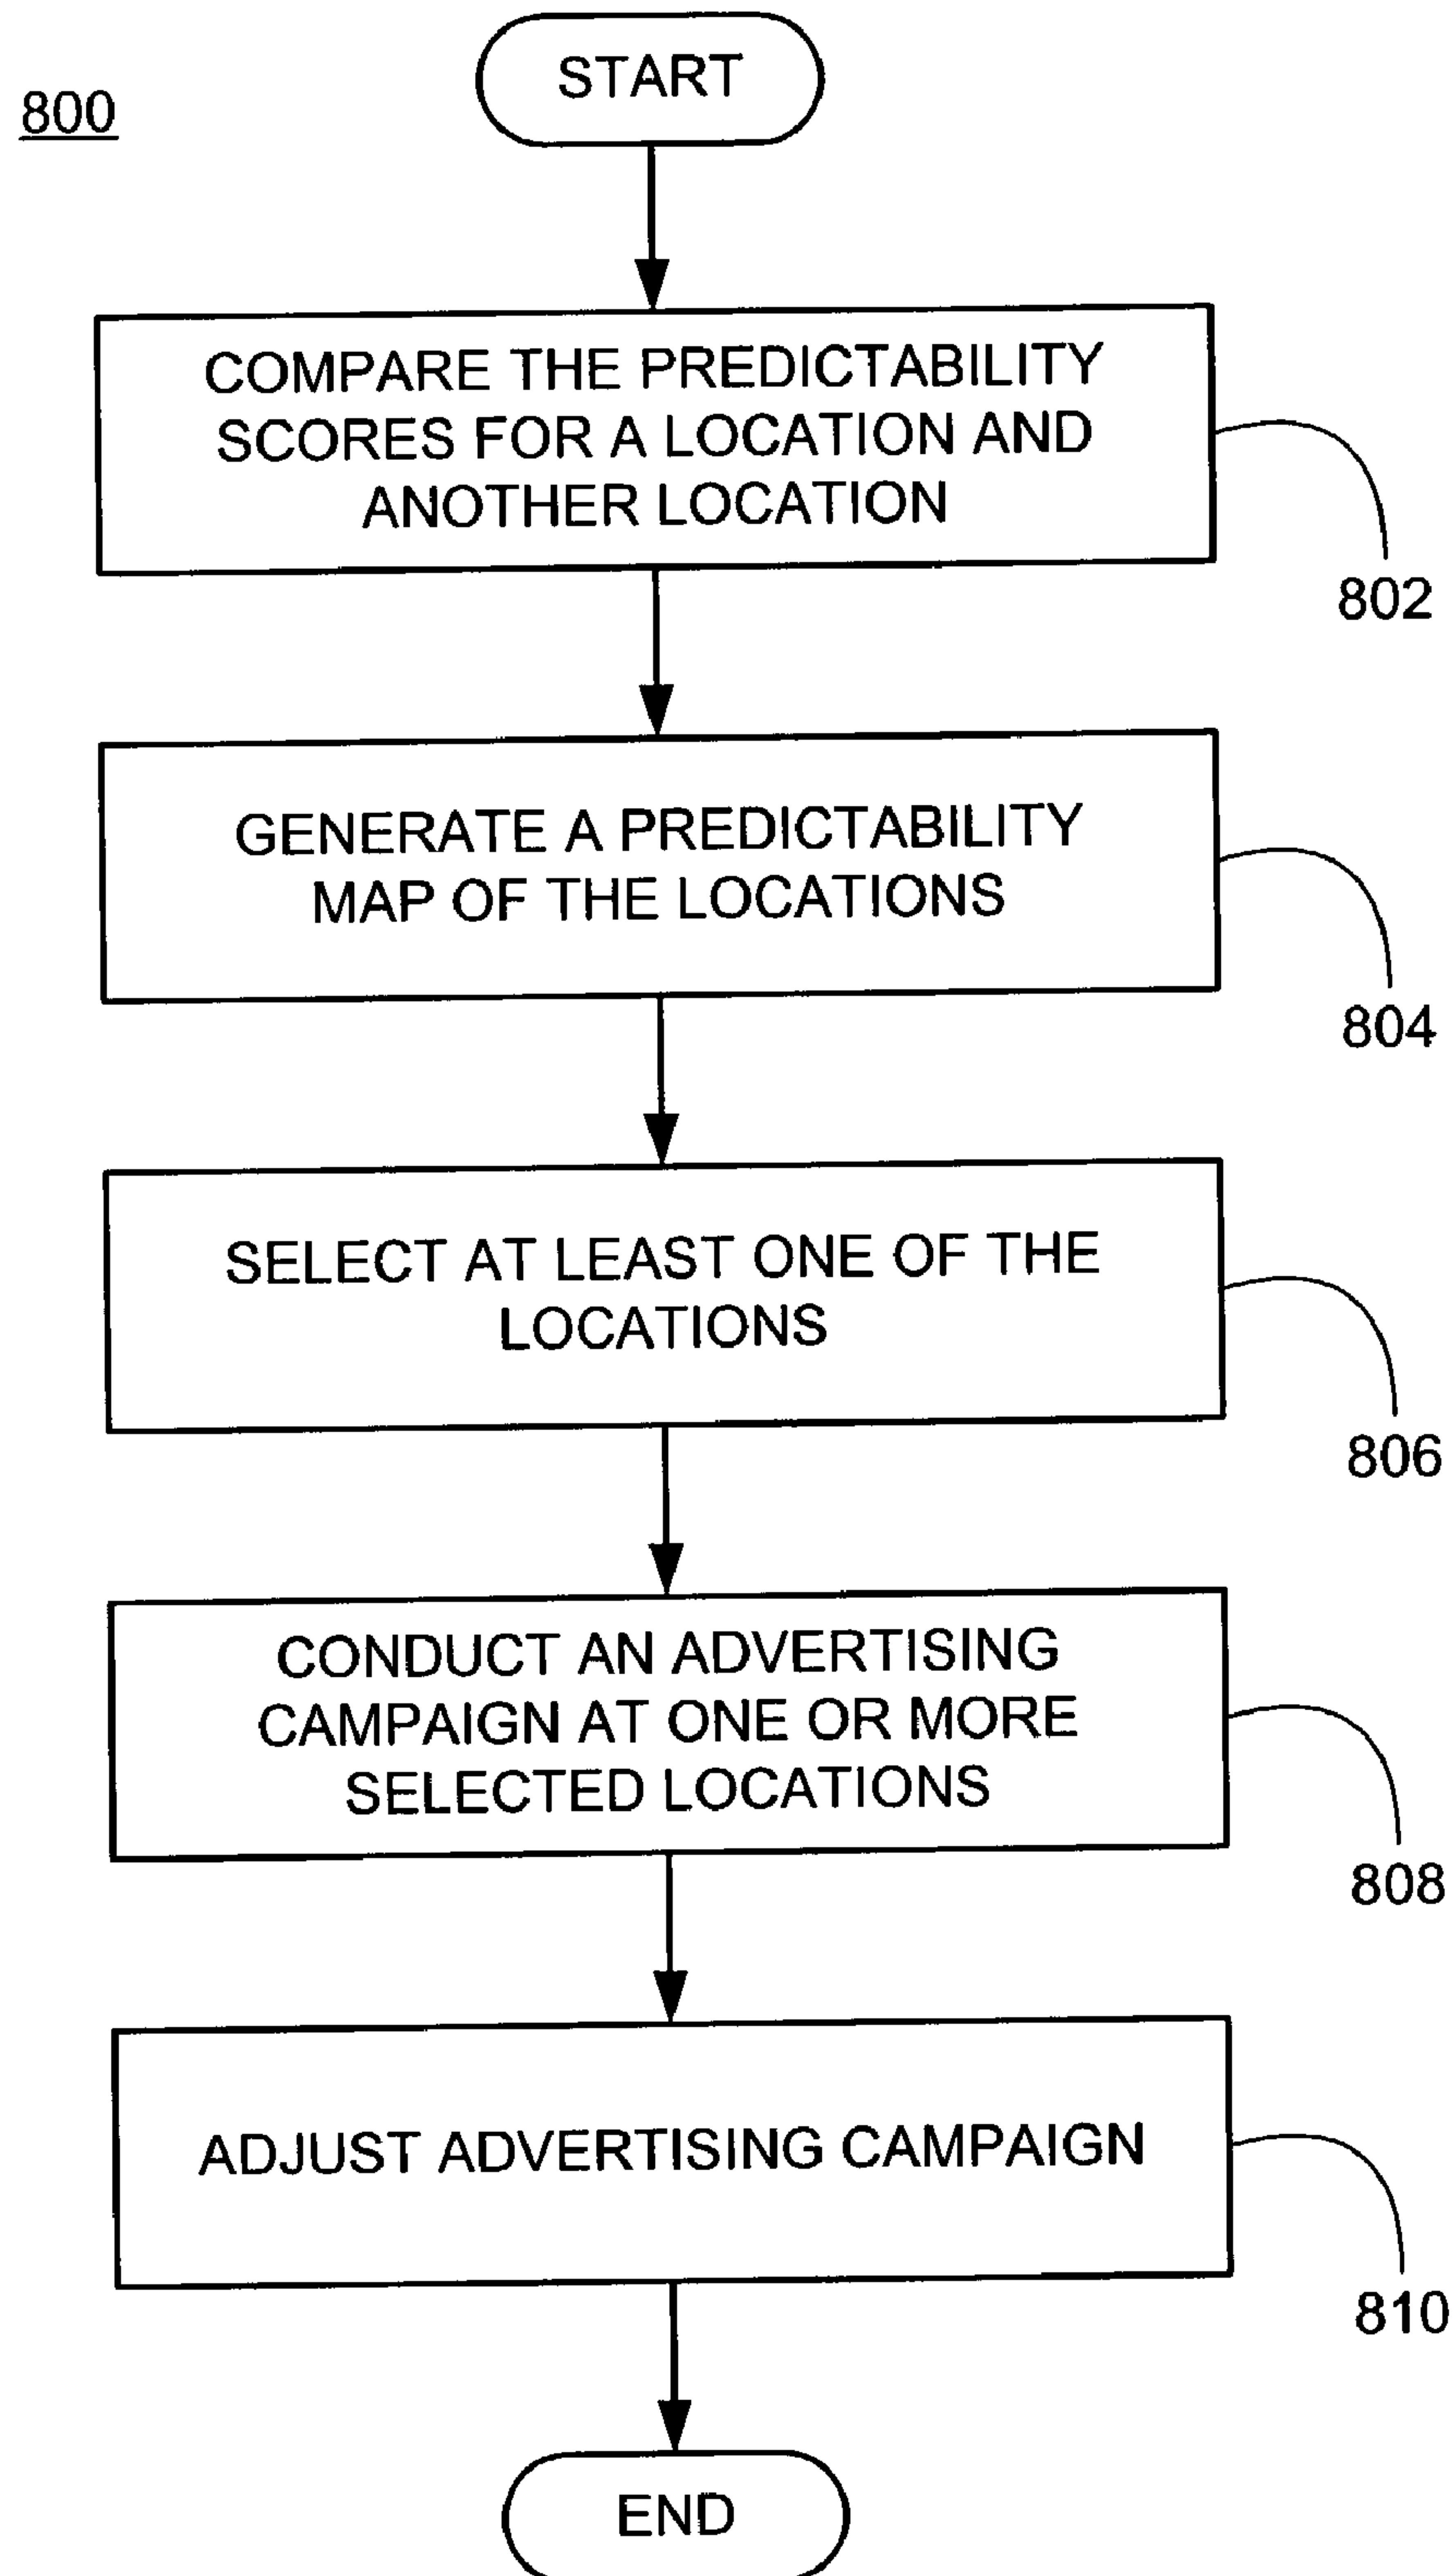 START
800
COMPARE THE PREDICTABILITY
SCORES FOR A LOCATION AND
ANOTHER LOCATION
802
GENERATE A PREDICTABILITY
MAP OF THE LOCATIONS
804
SELECT AT LEAST ONE OF THE
LOCATIONS
806
CONDUCT AN ADVERTISING
CAMPAIGN AT ONE OR MORE
SELECTED LOCATIONS
808
ADJUST ADVERTISING CAMPAIGN
810
END